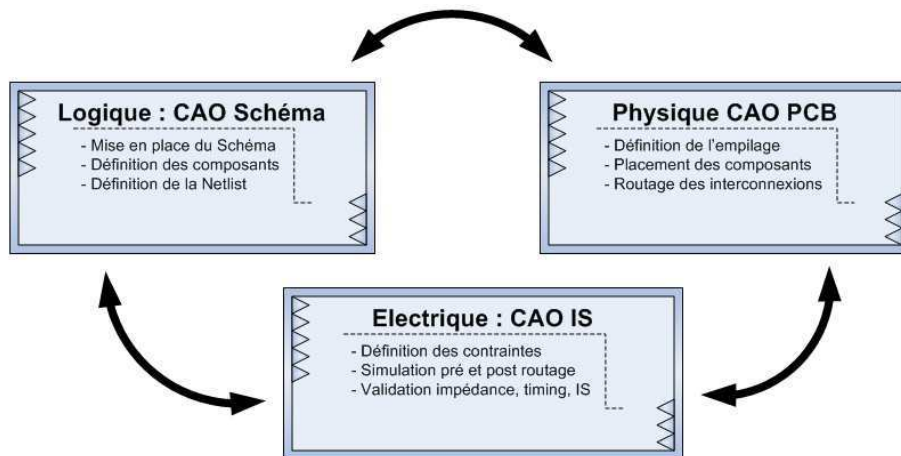 Logique : CAO Schéma
- Mise en place du Schéma
- Définition des composants
- Définition de la Netlist
Physique CAO PCB
- Définition de l'empilage
- Placement des composants
- Routage des interconnexions
Electrique : CAO IS
- Définition des contraintes
- Simulation pré et post routage
- Validation impédance, timing, IS